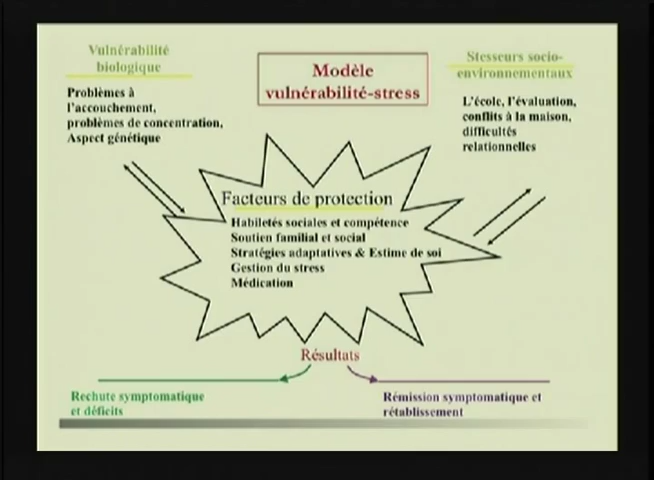 Vulnérabilité
biologique
Problèmes à
l'accouchement,
problèmes de concentration,
Aspect génétique
Modèle
vulnérabilité-stress
Stesseurs socio-
environnementaux
L'école, l'évaluation,
conflits à la maison,
difficultés
relationnelles
Facteurs de protection
Habiletés sociales et compétence
Soutien familial et social
Stratégies adaptatives & Estime de soi
Gestion du stress
Médication
Résultats
Rechute symptomatique
et déficits
Rémission symptomatique et
rétablissement